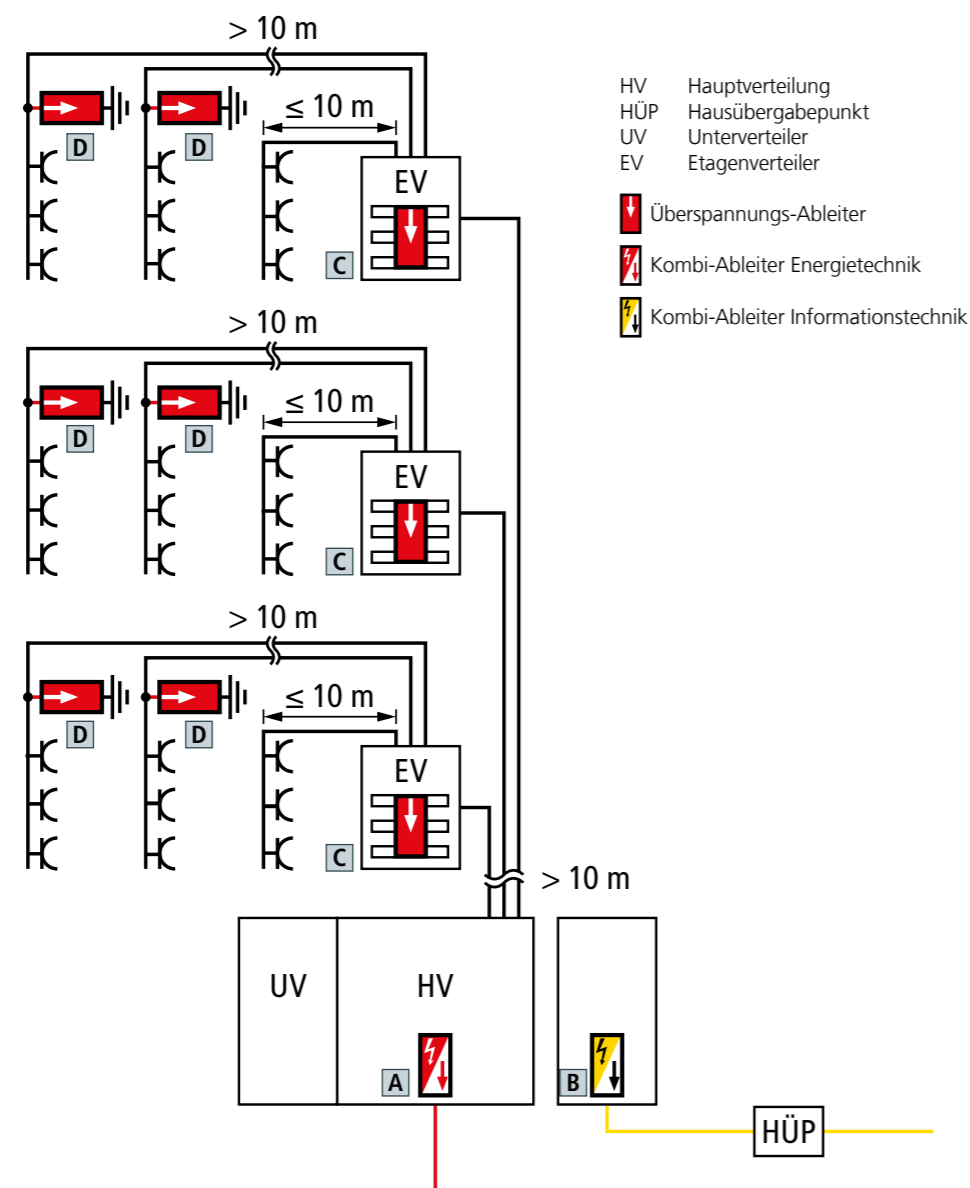 > 10 m
≤ 10 m
D
D
EV
C
> 10 m
≤ 10 m
D
D
EV
C
> 10 m
≤ 10 m
D
D
EV
C
> 10 m
UV
HV
A
B
HÜP
HV Hauptverteilung
HÜP Hausübergabepunkt
UV Unterverteiler
EV Etagenverteiler
Überspannungs-Ableiter
Kombi-Ableiter Energietechnik
Kombi-Ableiter Informationstechnik